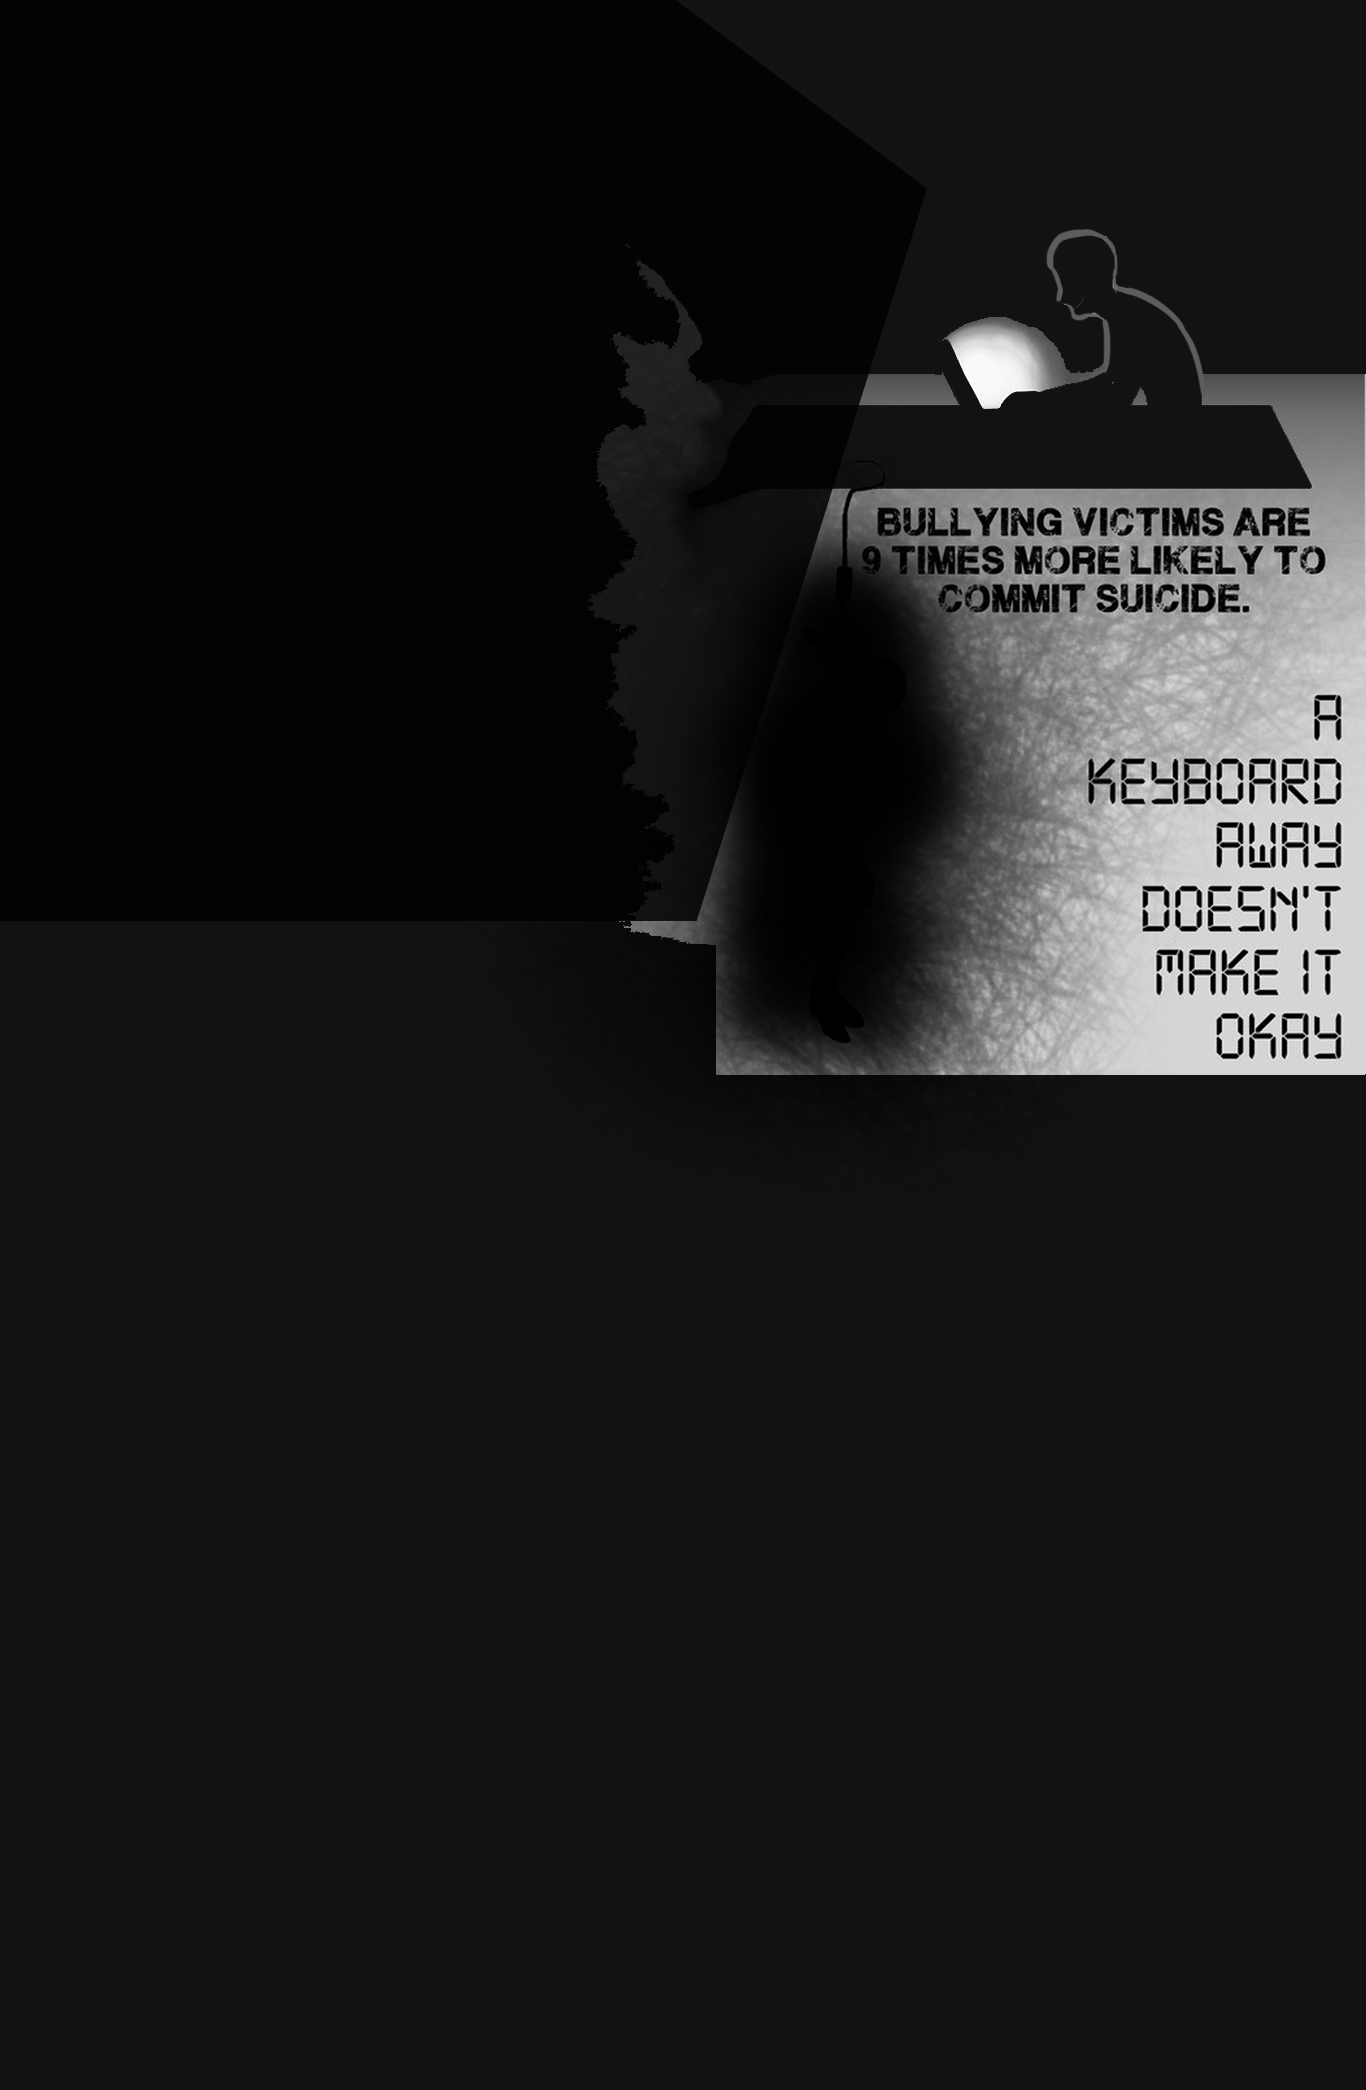 BULLYING VICTIMS ARE
9 TIMES MORE LIKELY TO
COMMIT SUICIDE.
A
KEYBOARD
AWAY
DOESN'T
MAKE IT
OKAY